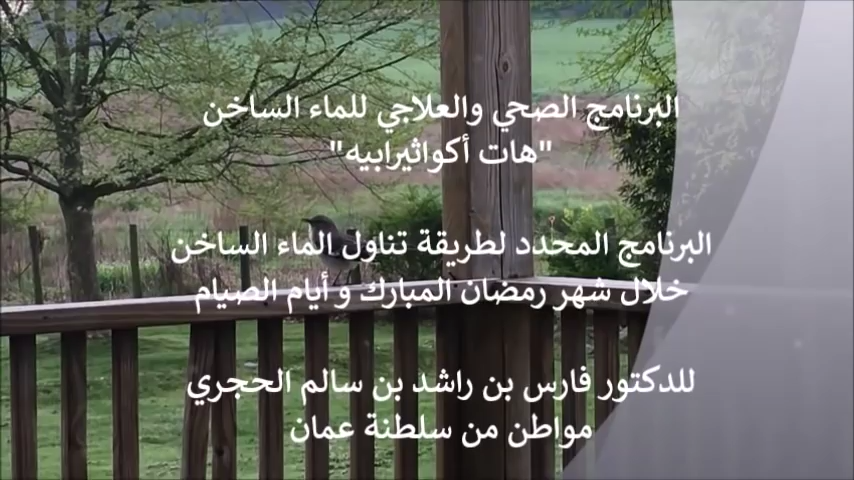 البرنامج الصحي والعلاجي للماء الساخن
"هات أكواثيرابيه"
البرنامج المحدد لطريقة تناول الماء الساخن
خلال شهر رمضان المبارك و أيام الصيام
للدكتور فارس بن راشد بن سالم الحجري
مواطن من سلطنة عمان